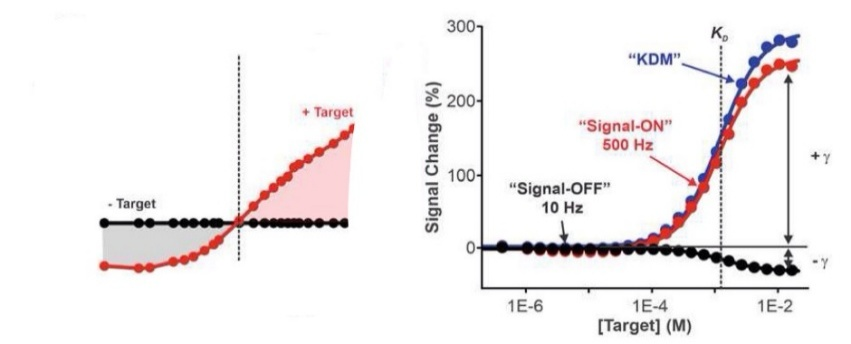 + Target
- Target
300
200
100
0
Signal Change (%)
K_D
“KDM”
“Signal-ON”
500 Hz
“Signal-OFF”
10 Hz
+ γ
- γ
1E-6
1E-4
1E-2
[Target] (M)